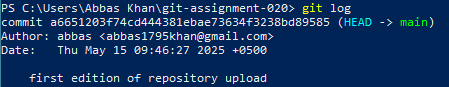 PS C:\Users\Abbas Khan\git-assignment-020> git log
commit a6651203f74cd444381ebae73634f3238bd89585 (HEAD -> main)
Author: abbas <abbas1795khan@gmail.com>
Date:   Thu May 15 09:46:27 2025 +0500
    first edition of repository upload